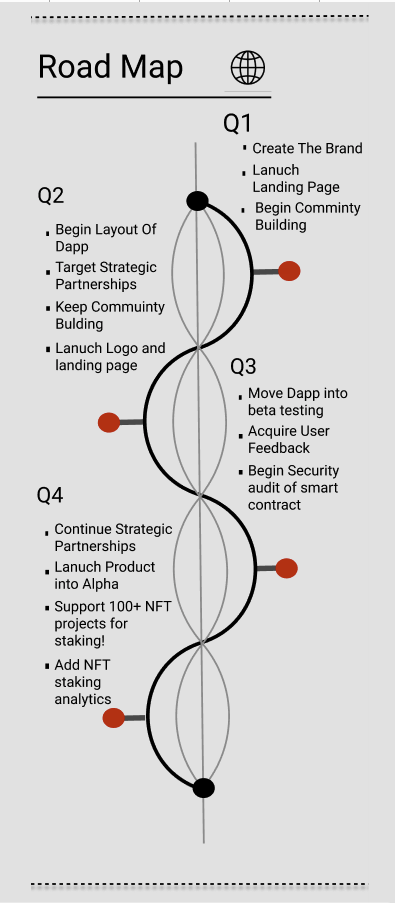 Road Map
Q1
Create The Brand
Lanuch
Landing Page
Begin Comminty
Building
Q2
Begin Layout Of
Dapp
Target Strategic
Partnerships
Keep Commuinty
Bulding
Lanuch Logo and
landing page
Q3
Move Dapp into
beta testing
Acquire User
Feedback
Begin Security
audit of smart
contract
Q4
Continue Strategic
Partnerships
Lanuch Product
into Alpha
Support 100+ NFT
projects for
staking!
Add NFT
staking
analytics